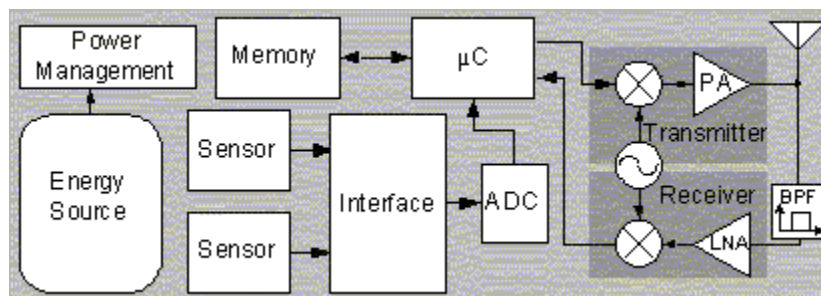 Power
Management
Memory
μC
PA
Transmitter
Sensor
Energy
Source
Interface
ADC
Receiver
BPF
Sensor
LNA